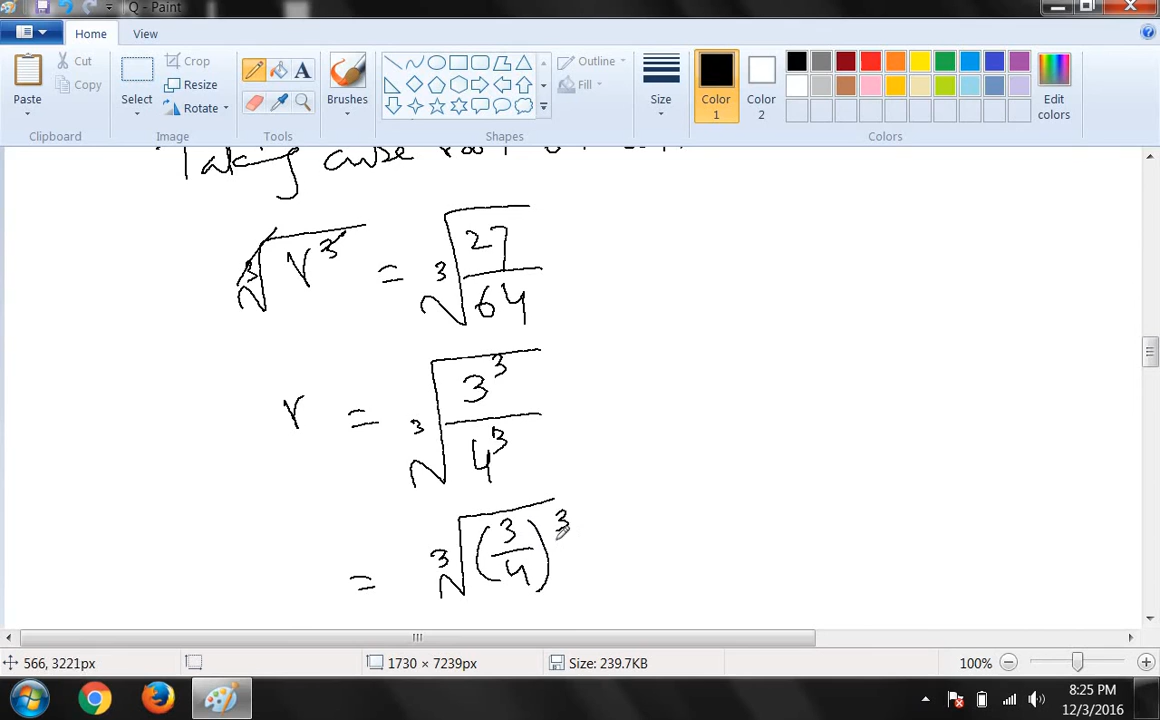 Q - Paint
Home View
Paste
Cut
Copy
Clipboard
Select
Crop
Resize
Rotate
Image
A
Tools
Brushes
Shapes
Outline
Fill
Size
Color 1
Color 2
Colors
Edit colors
Taking
∛r³ = ∛(27/64)
r = ∛(3³/4³)
= ∛(3/4)³
566, 3221px
1730 × 7239px
Size: 239.7KB
100%
8:25 PM
12/3/2016